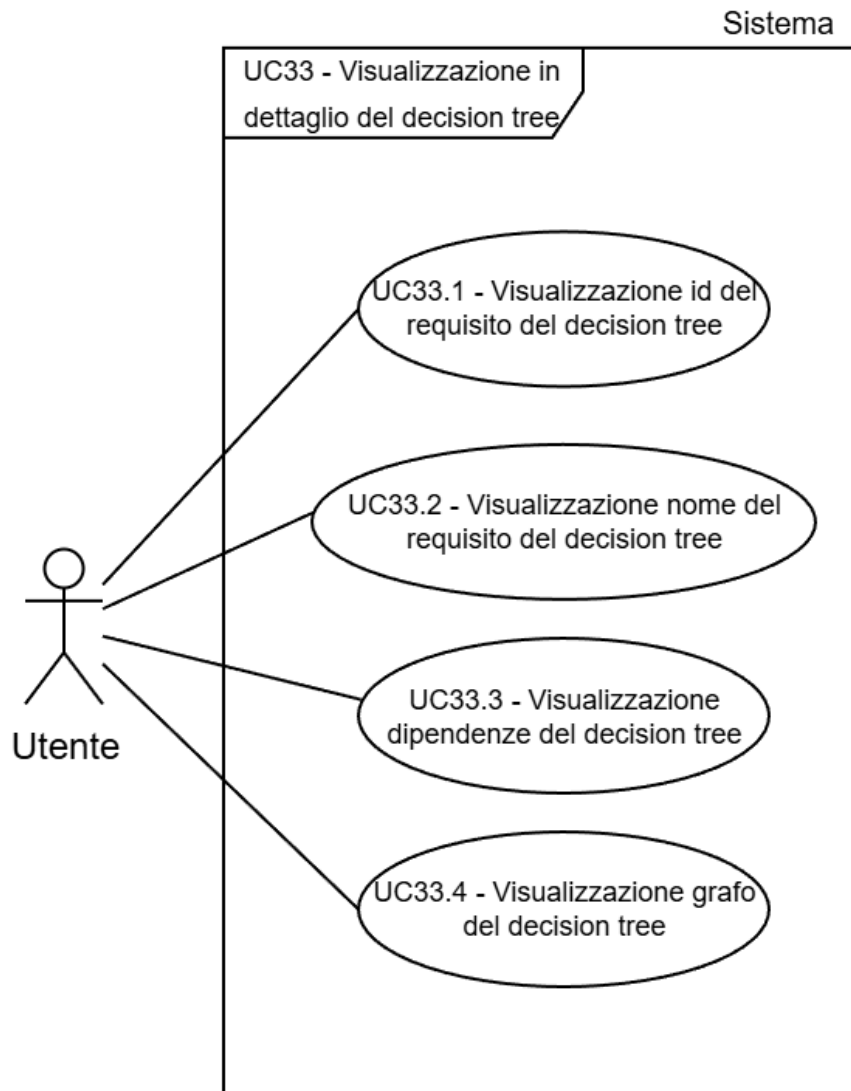 Sistema
UC33 - Visualizzazione in
dettaglio del decision tree
UC33.1 - Visualizzazione id del
requisito del decision tree
UC33.2 - Visualizzazione nome del
requisito del decision tree
UC33.3 - Visualizzazione
dipendenze del decision tree
Utente
UC33.4 - Visualizzazione grafo
del decision tree